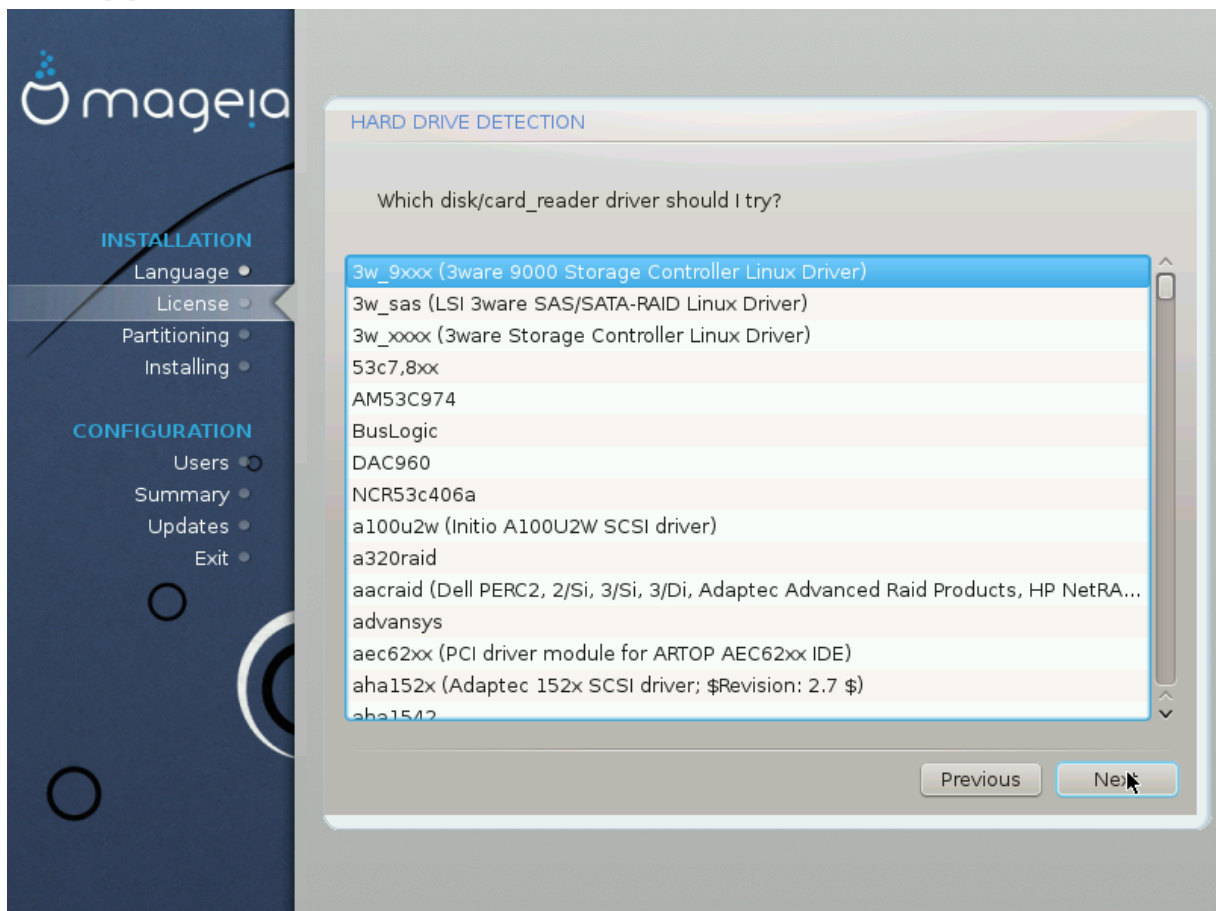 mageia
INSTALLATION
Language
License
Partitioning
Installing
CONFIGURATION
Users
Summary
Updates
Exit
HARD DRIVE DETECTION
Which disk/card_reader driver should I try?
3w_9xxx (3ware 9000 Storage Controller Linux Driver)
3w_sas (LSI 3ware SAS/SATA-RAID Linux Driver)
3w_xxxx (3ware Storage Controller Linux Driver)
53c7,8xx
AM53C974
BusLogic
DAC960
NCR53c406a
a100u2w (Initio A100U2W SCSI driver)
a320raid
aacraid (Dell PERC2, 2/Si, 3/Si, 3/Di, Adaptec Advanced Raid Products, HP NetRA...
advansys
aec62xx (PCI driver module for ARTOP AEC62xx IDE)
aha152x (Adaptec 152x SCSI driver; $Revision: 2.7 $)
aha1542
Previous
Next